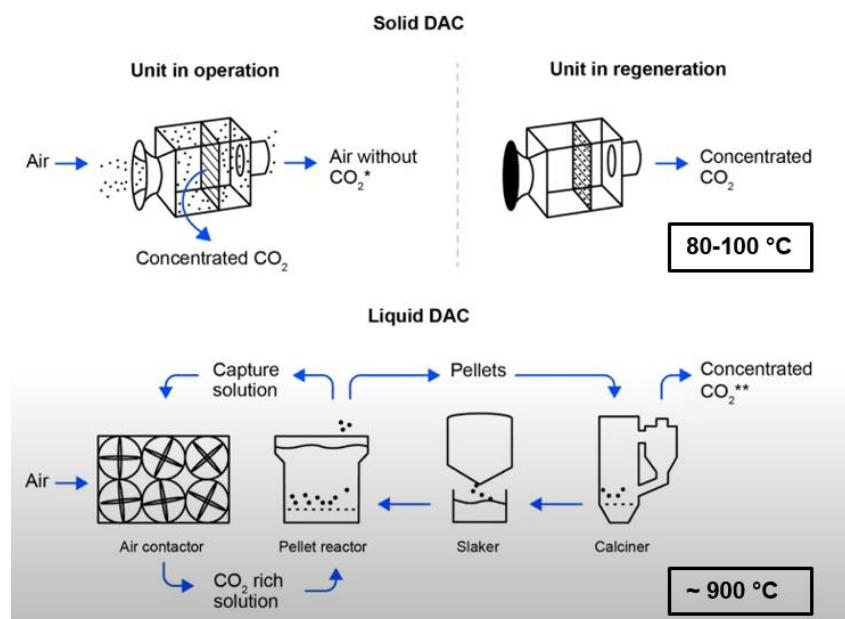 Solid DAC
Unit in operation
Unit in regeneration
Air
Air without
CO₂*
Concentrated
CO₂
Concentrated CO₂
80-100 °C
Liquid DAC
Capture
solution
Pellets
Concentrated
CO₂**
Air
Air contactor
Pellet reactor
Slaker
Calciner
CO₂ rich
solution
~ 900 °C